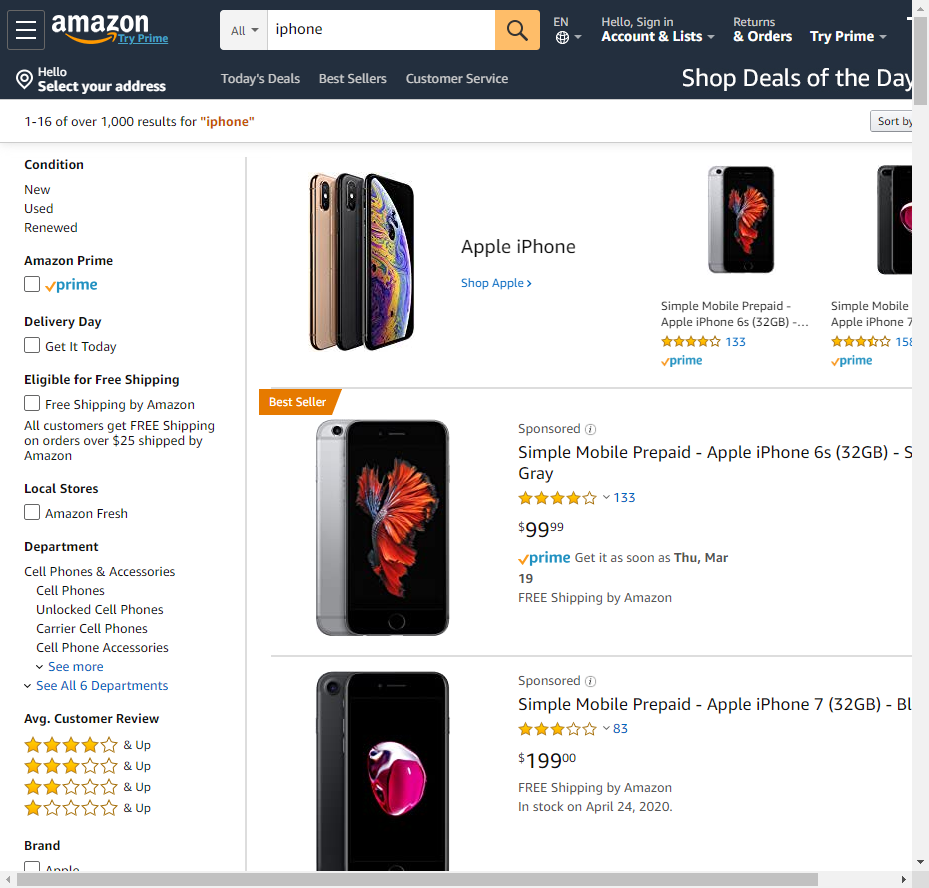 amazon
Try Prime
All
iphone
EN
Hello, Sign in
Account & Lists
Returns
& Orders
Try Prime
Hello
Select your address
Today's Deals
Best Sellers
Customer Service
Shop Deals of the Day
1-16 of over 1,000 results for "iphone"
Sort by
Condition
New
Used
Renewed
Amazon Prime
prime
Delivery Day
Get It Today
Eligible for Free Shipping
Free Shipping by Amazon
All customers get FREE Shipping
on orders over $25 shipped by
Amazon
Local Stores
Amazon Fresh
Department
Cell Phones & Accessories
Cell Phones
Unlocked Cell Phones
Carrier Cell Phones
Cell Phone Accessories
See more
See All 6 Departments
Avg. Customer Review
& Up
& Up
& Up
& Up
Brand
Apple
Apple iPhone
Shop Apple ›
Simple Mobile Prepaid -
Apple iPhone 6s (32GB) -...
133
prime
Simple Mobile
Apple iPhone 7
158
prime
Best Seller
Sponsored
Simple Mobile Prepaid - Apple iPhone 6s (32GB) - S
Gray
133
$99.99
prime Get it as soon as Thu, Mar
19
FREE Shipping by Amazon
Sponsored
Simple Mobile Prepaid - Apple iPhone 7 (32GB) - Bl
83
$199.00
FREE Shipping by Amazon
In stock on April 24, 2020.